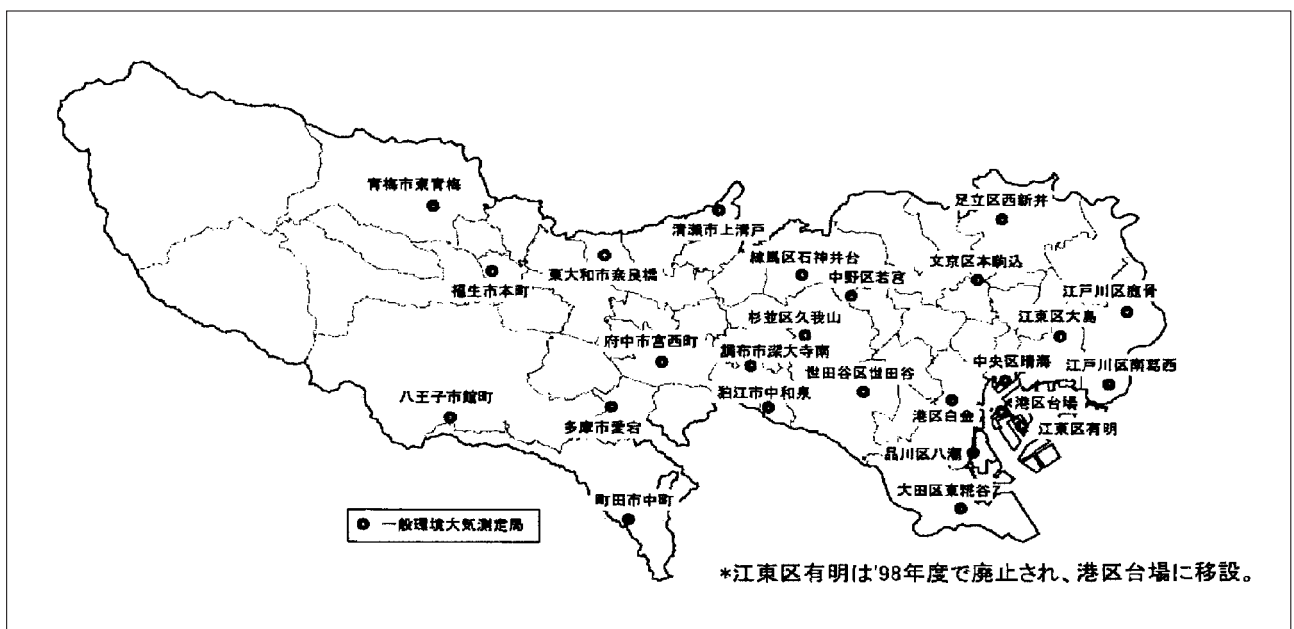 青梅市東青梅
足立区西新井
清瀬市上清戸
練馬区石神井台
文京区本駒込
東大和市奈良橋
中野区若宮
福生市本町
江戸川区鹿骨
杉並区久我山
江東区大島
府中市宮西町
調布市深大寺南
中央区晴海
江戸川区南葛西
世田谷区世田谷
八王子市館町
狛江市中和泉
港区白金
港区台場
多摩市愛宕
江東区有明
品川区八潮
大田区東糀谷
町田市中町
一般環境大気測定局
*江東区有明は'98年度で廃止され、港区台場に移設。